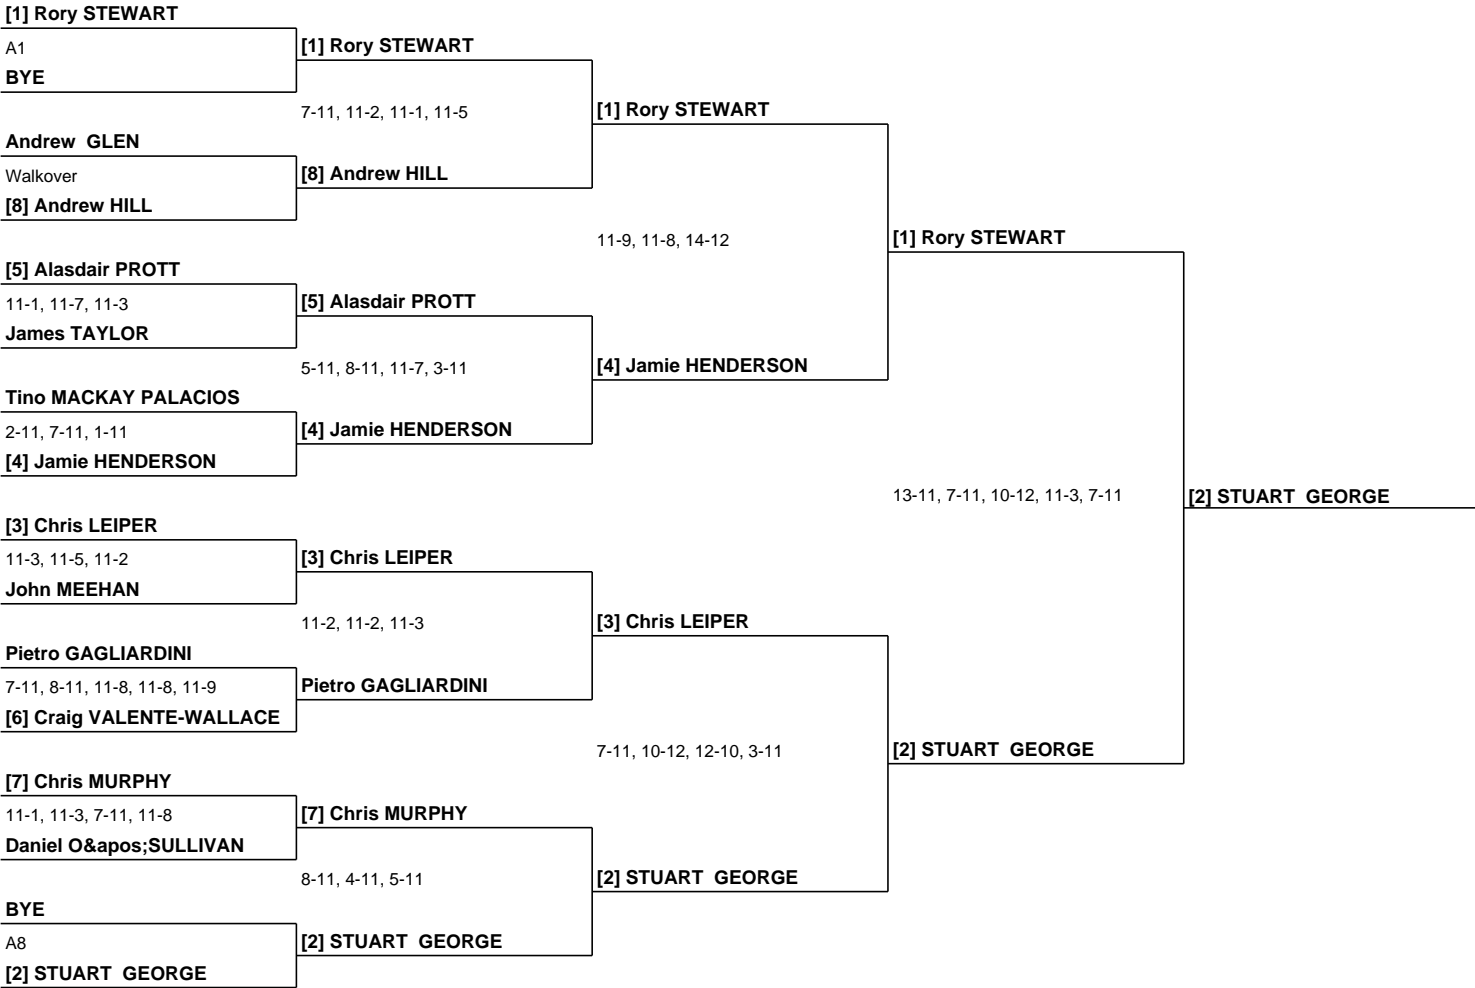 [1] Rory STEWART
A1
BYE
Andrew  GLEN
Walkover
[8] Andrew HILL
[5] Alasdair PROTT
11-1, 11-7, 11-3
James TAYLOR
Tino MACKAY PALACIOS
2-11, 7-11, 1-11
[4] Jamie HENDERSON
[3] Chris LEIPER
11-3, 11-5, 11-2
John MEEHAN
Pietro GAGLIARDINI
7-11, 8-11, 11-8, 11-8, 11-9
[6] Craig VALENTE-WALLACE
[7] Chris MURPHY
11-1, 11-3, 7-11, 11-8
Daniel O&apos;SULLIVAN
BYE
A8
[2] STUART  GEORGE
[1] Rory STEWART
7-11, 11-2, 11-1, 11-5
[8] Andrew HILL
[5] Alasdair PROTT
5-11, 8-11, 11-7, 3-11
[4] Jamie HENDERSON
[3] Chris LEIPER
11-2, 11-2, 11-3
Pietro GAGLIARDINI
[7] Chris MURPHY
8-11, 4-11, 5-11
[2] STUART  GEORGE
[1] Rory STEWART
11-9, 11-8, 14-12
[4] Jamie HENDERSON
[3] Chris LEIPER
7-11, 10-12, 12-10, 3-11
[2] STUART  GEORGE
[1] Rory STEWART
13-11, 7-11, 10-12, 11-3, 7-11
[2] STUART  GEORGE
[2] STUART  GEORGE